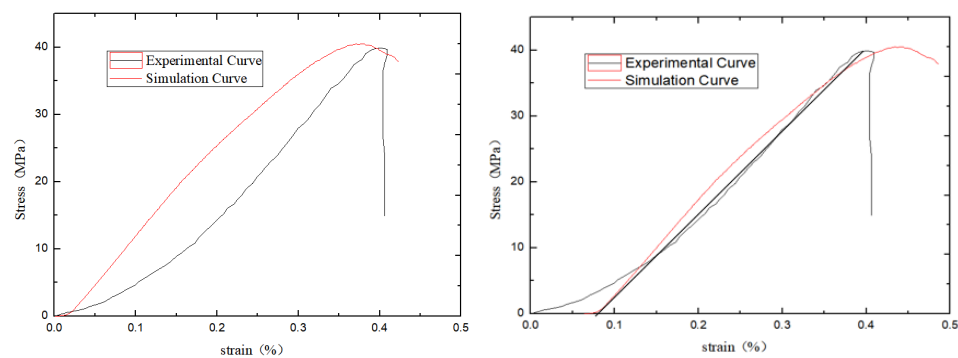 Stress（MPa）
50
40
30
20
10
0
0.0 0.1 0.2 0.3 0.4 0.5
strain（%）
Experimental Curve
Simulation Curve
Stress（MPa）
50
40
30
20
10
0
0.0 0.1 0.2 0.3 0.4 0.5
strain（%）
Experimental Curve
Simulation Curve